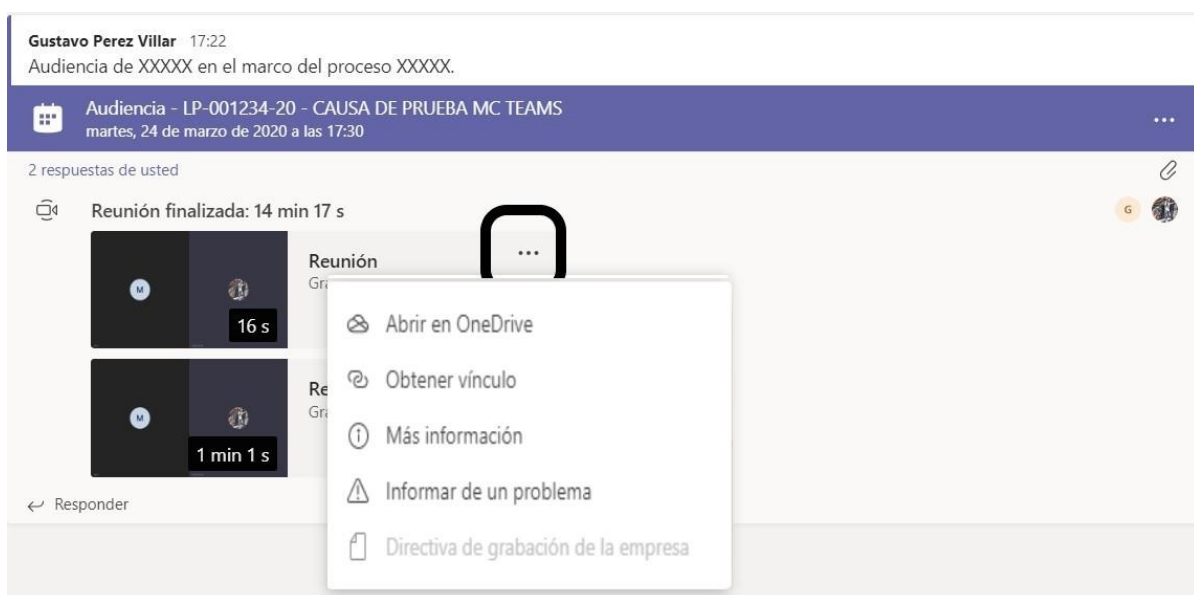 Gustavo Perez Villar 17:22
Audiencia de XXXXX en el marco del proceso XXXXX.
Audiencia - LP-001234-20 - CAUSA DE PRUEBA MC TEAMS
martes, 24 de marzo de 2020 a las 17:30
2 respuestas de usted
Reunión finalizada: 14 min 17 s
G
Reunión
M
16 s
Abrir en OneDrive
Obtener vínculo
M
1 min 1 s
Más información
Informar de un problema
Directiva de grabación de la empresa
Responder